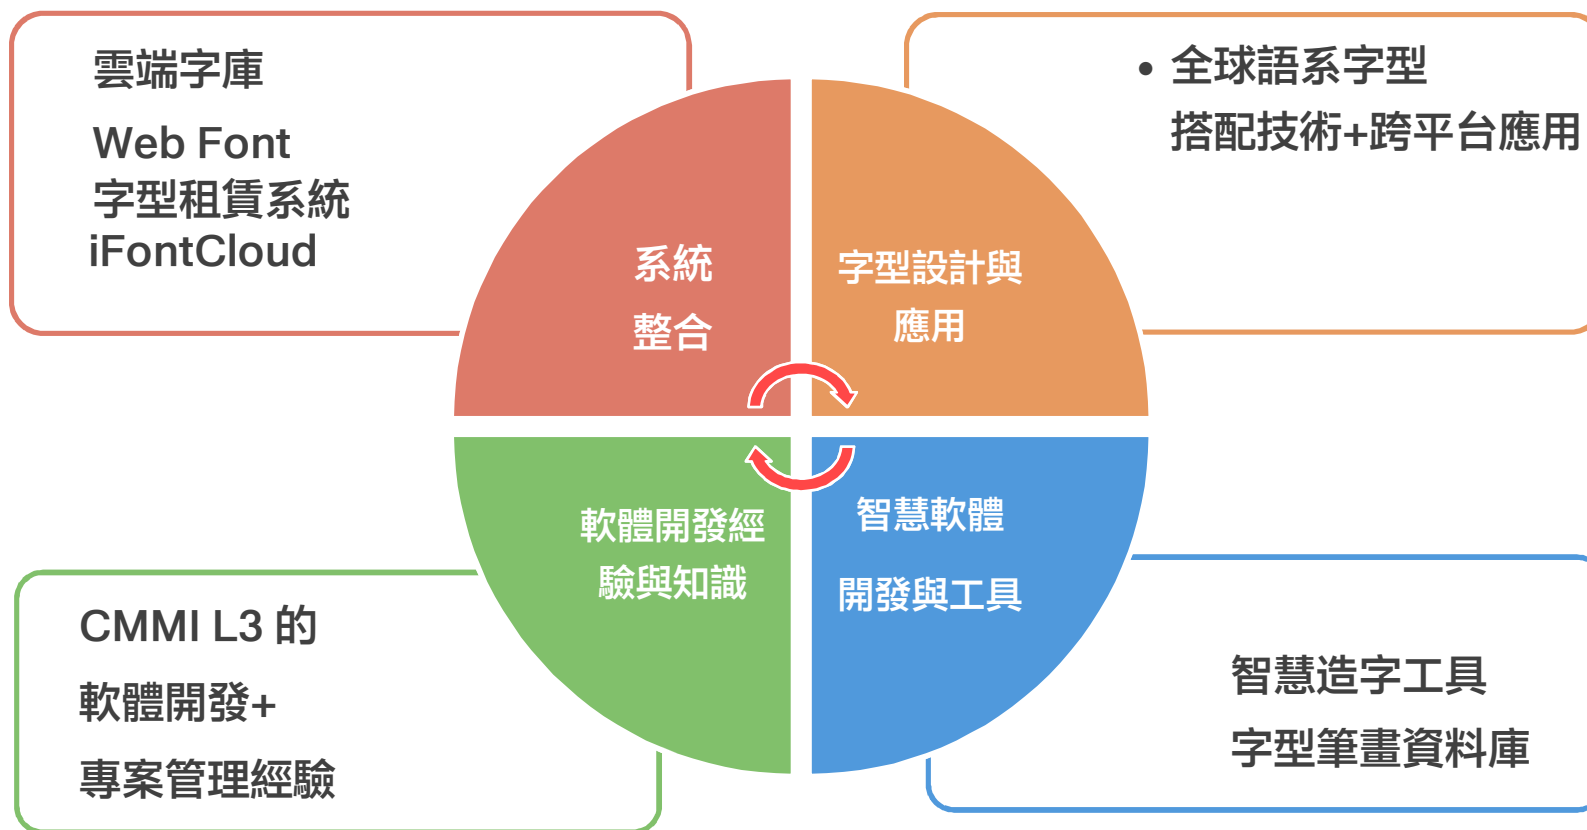 雲端字庫
Web Font
字型租賃系統
iFontCloud
• 全球語系字型
搭配技術+跨平台應用
系統
整合
字型設計與
應用
軟體開發經
驗與知識
智慧軟體
開發與工具
CMMI L3 的
軟體開發+
專案管理經驗
智慧造字工具
字型筆畫資料庫